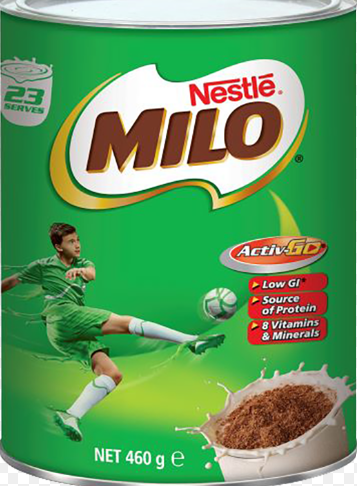 23
SERVES
Nestlé®
MILO®
Activ-GO
Low GI*
Source
of Protein
8 Vitamins
& Minerals
NET 460 g e